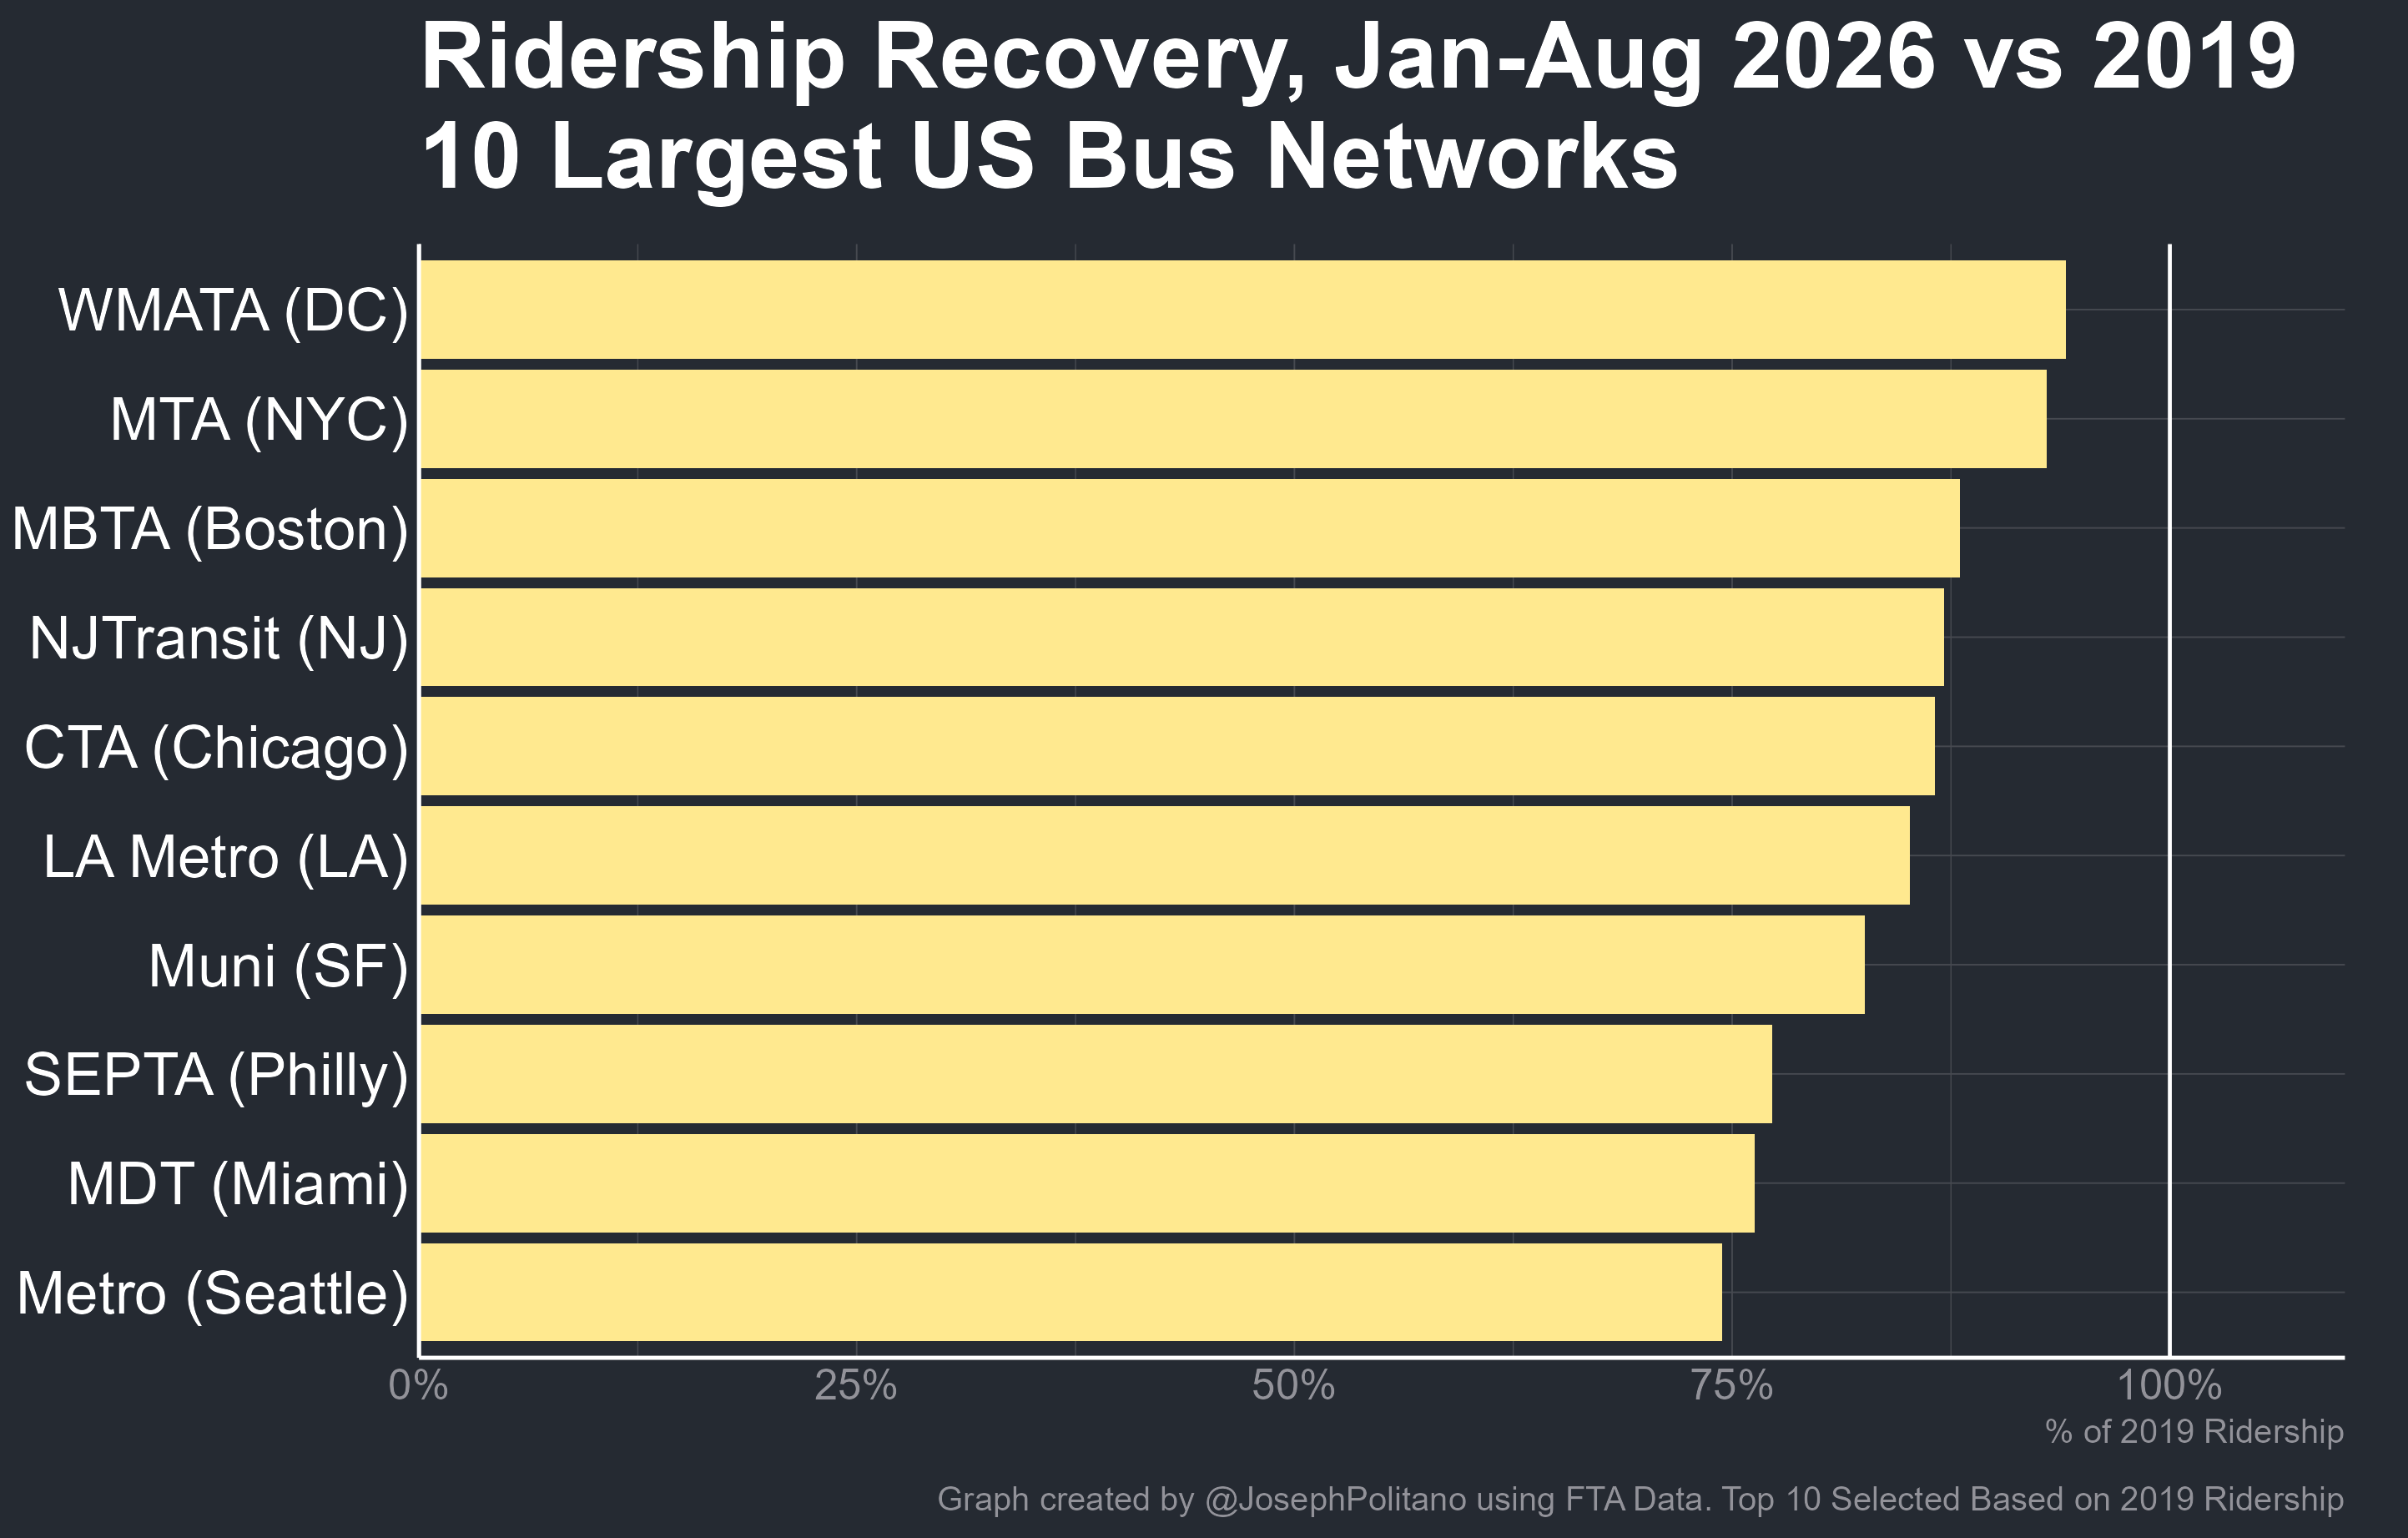 Ridership Recovery, Jan-Aug 2026 vs 2019
10 Largest US Bus Networks
WMATA (DC)
MTA (NYC)
MBTA (Boston)
NJTransit (NJ)
CTA (Chicago)
LA Metro (LA)
Muni (SF)
SEPTA (Philly)
MDT (Miami)
Metro (Seattle)
0% 25% 50% 75% 100%
% of 2019 Ridership
Graph created by @JosephPolitano using FTA Data. Top 10 Selected Based on 2019 Ridership